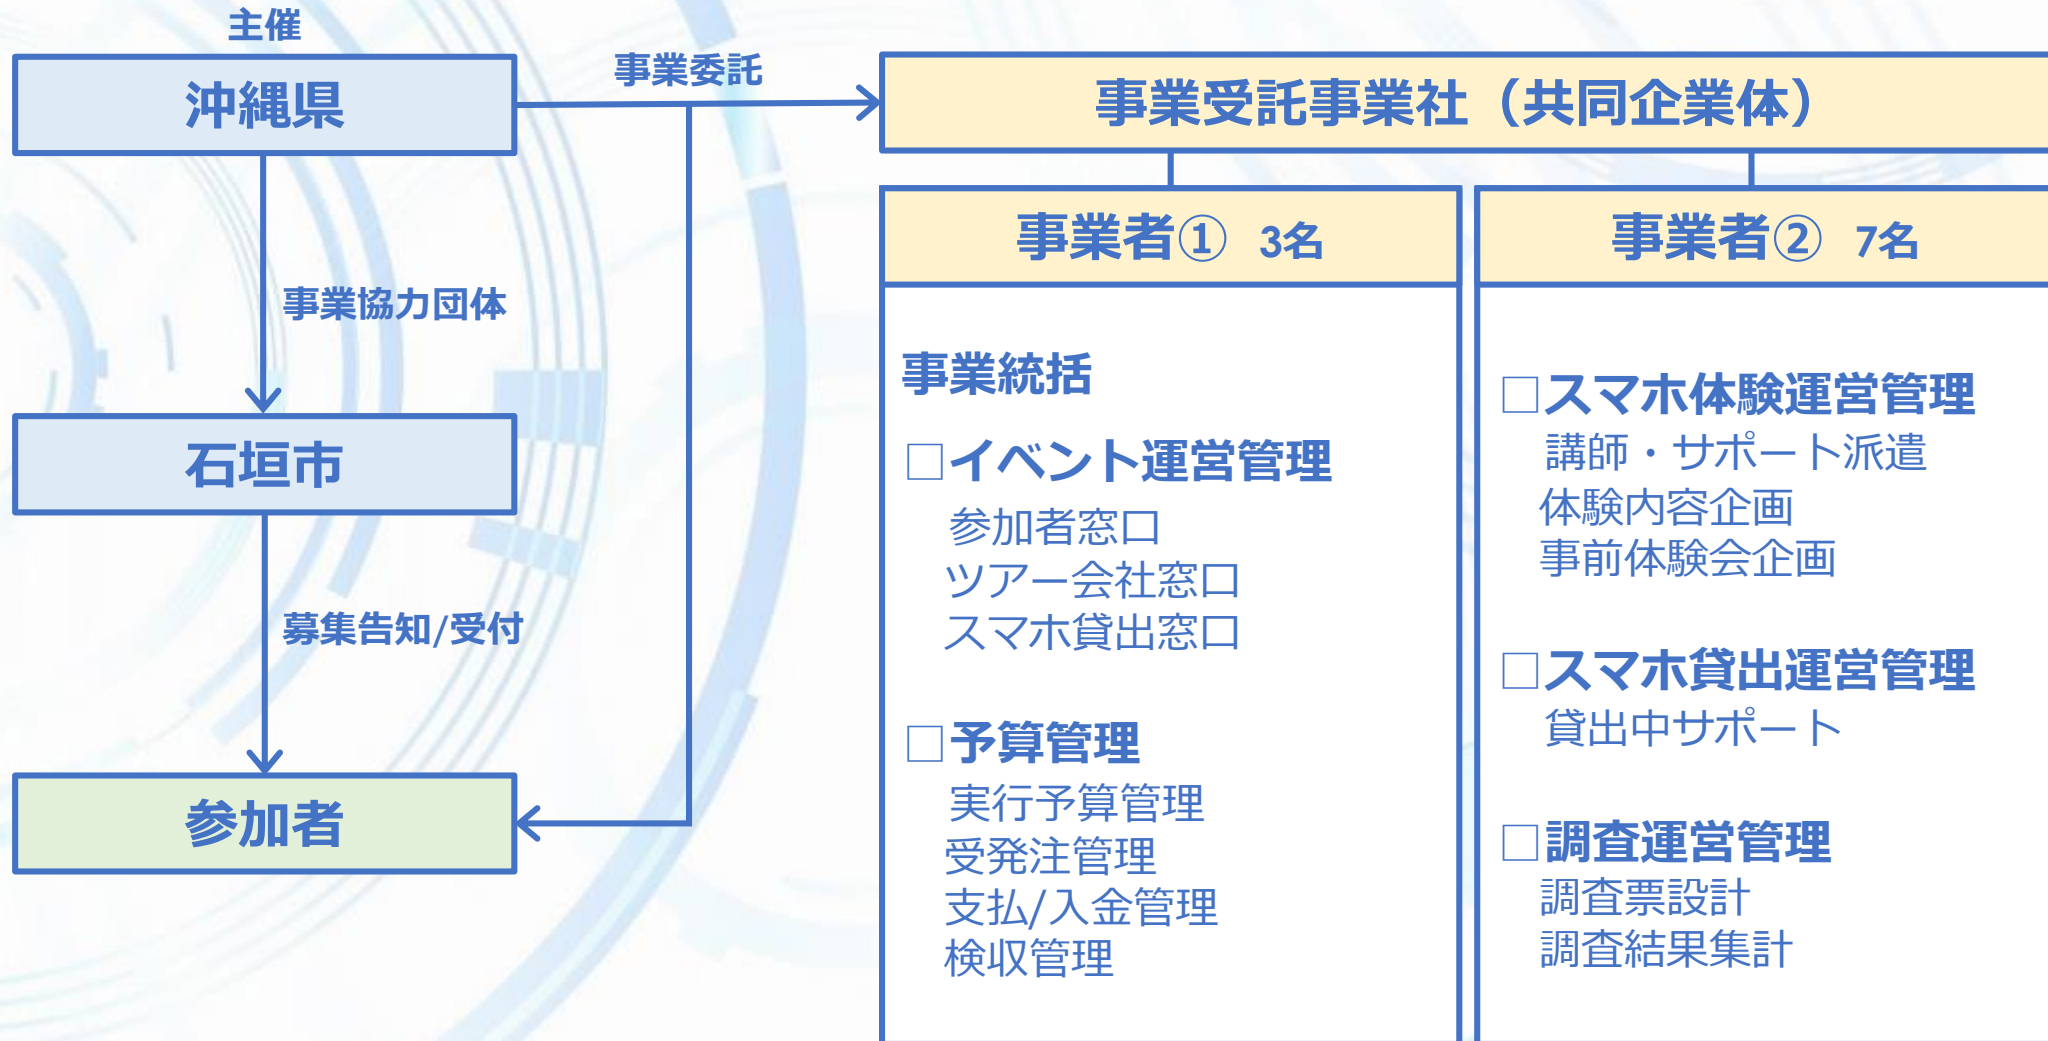 主催
沖縄県
事業委託
事業協力団体
石垣市
募集告知/受付
参加者
事業受託事業社（共同企業体）
事業者① 3名
事業統括
□イベント運営管理
参加者窓口
ツアー会社窓口
スマホ貸出窓口
□予算管理
実行予算管理
受発注管理
支払/入金管理
検収管理
事業者② 7名
□スマホ体験運営管理
講師・サポート派遣
体験内容企画
事前体験会企画
□スマホ貸出運営管理
貸出中サポート
□調査運営管理
調査票設計
調査結果集計